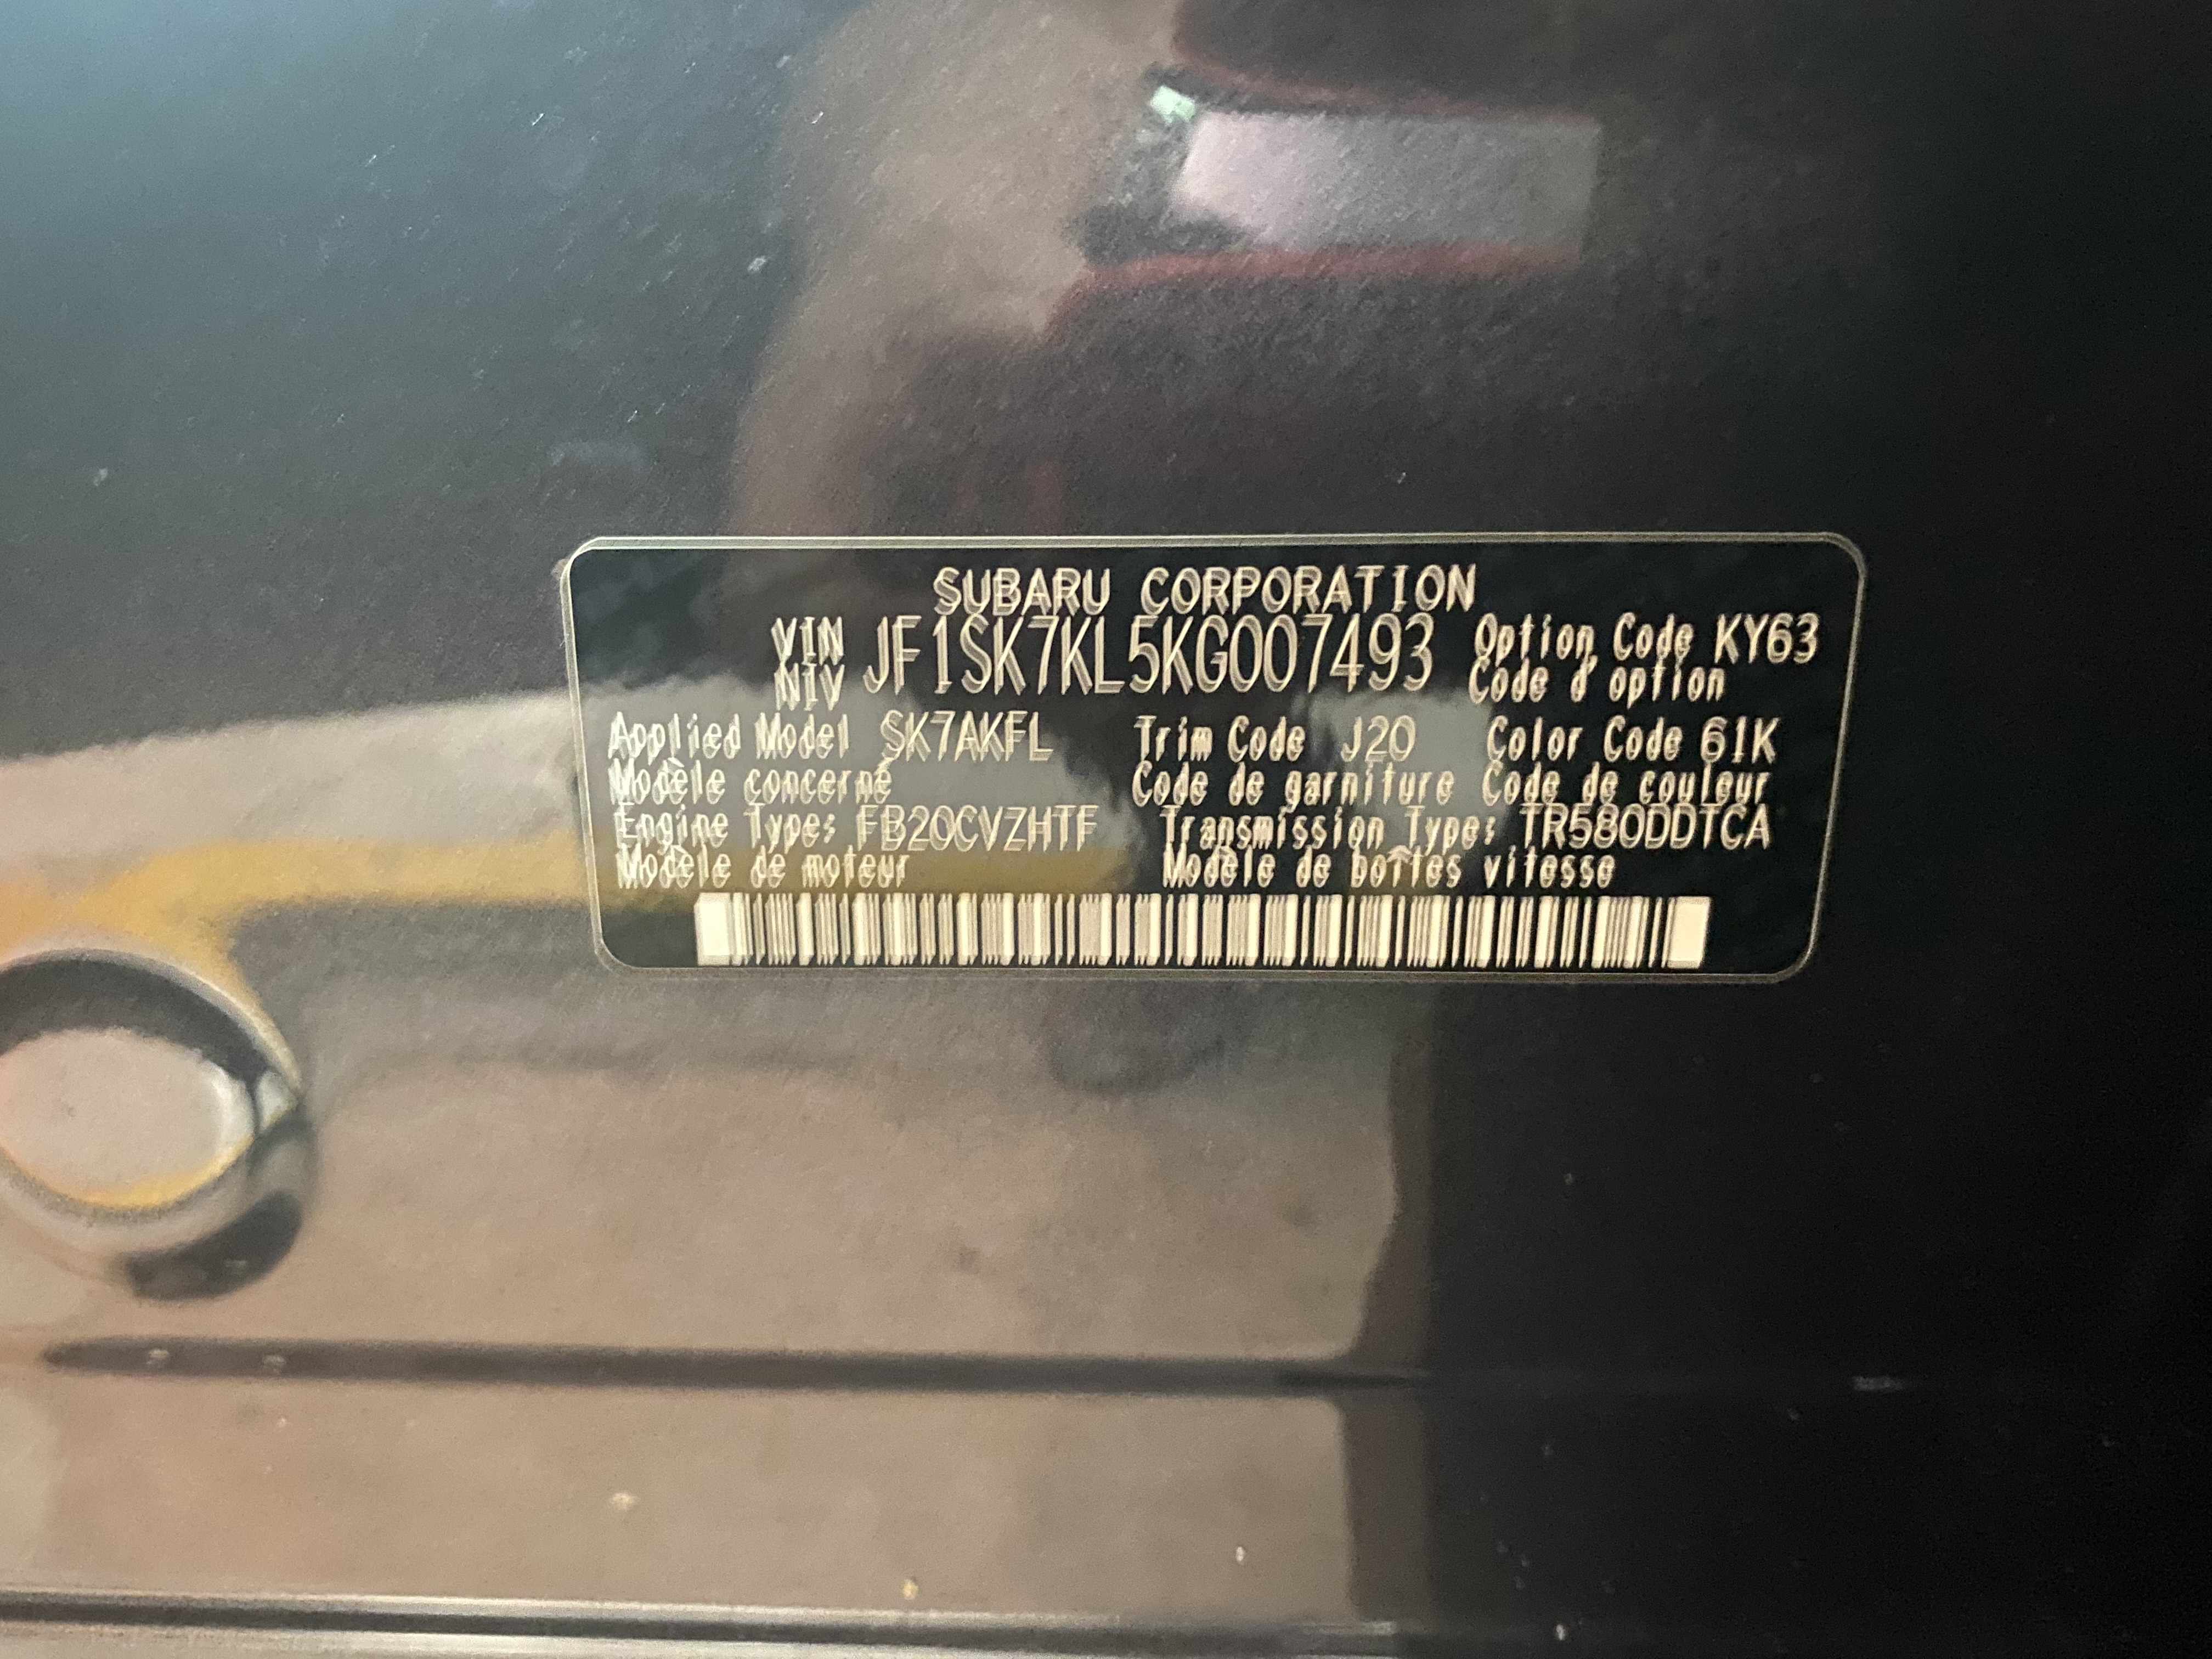 SUBARU CORPORATION
VIN JF1SK7KL5KG007493 Option Code KY63
NIV Code d'option
Applied Model SK7AKFL Trim Code J20 Color Code 61K
Modèle concerné Code de garniture Code de couleur
Engine Type: FB20CVZHTF Transmission Type: TR580DDTCA
Modèle de moteur Modèle de boîtes vitesse